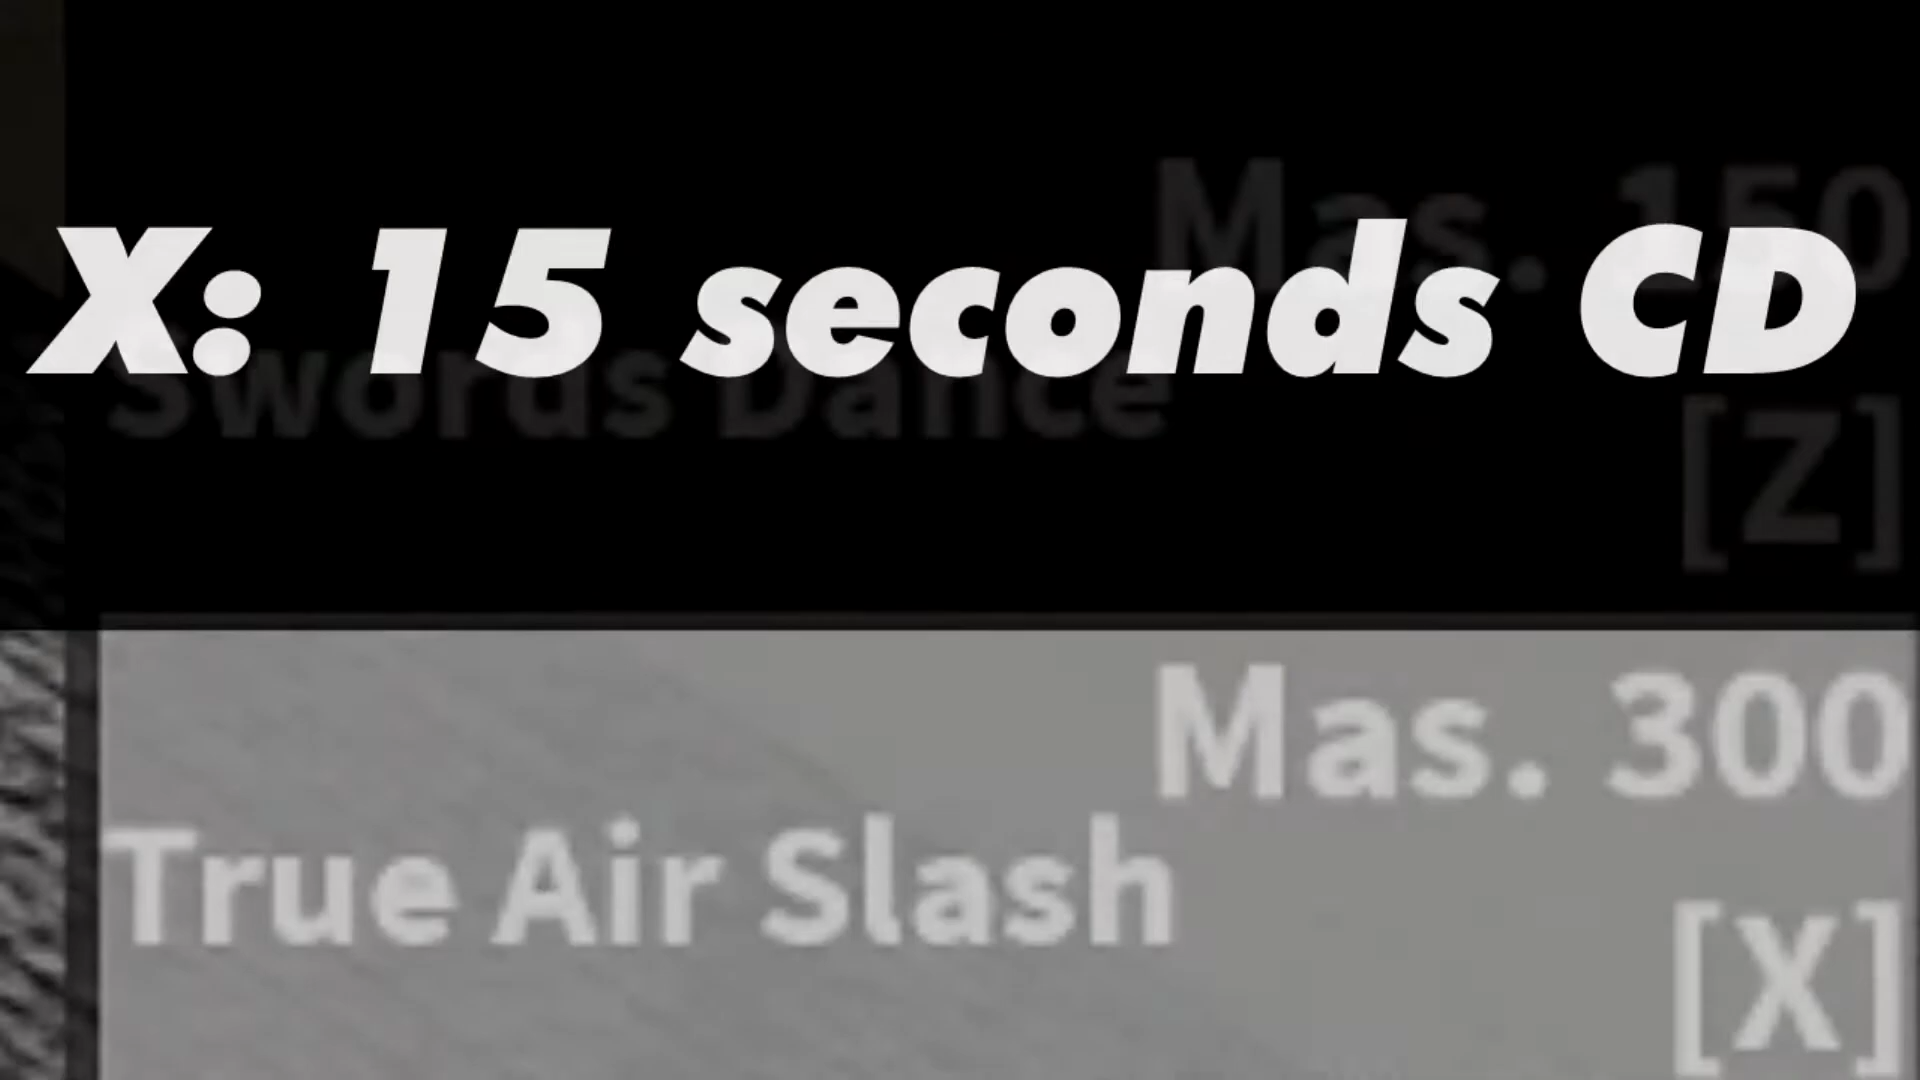 Mas. 150
X: 15 seconds CD
Swords Dance
[Z]
Mas. 300
True Air Slash
[X]